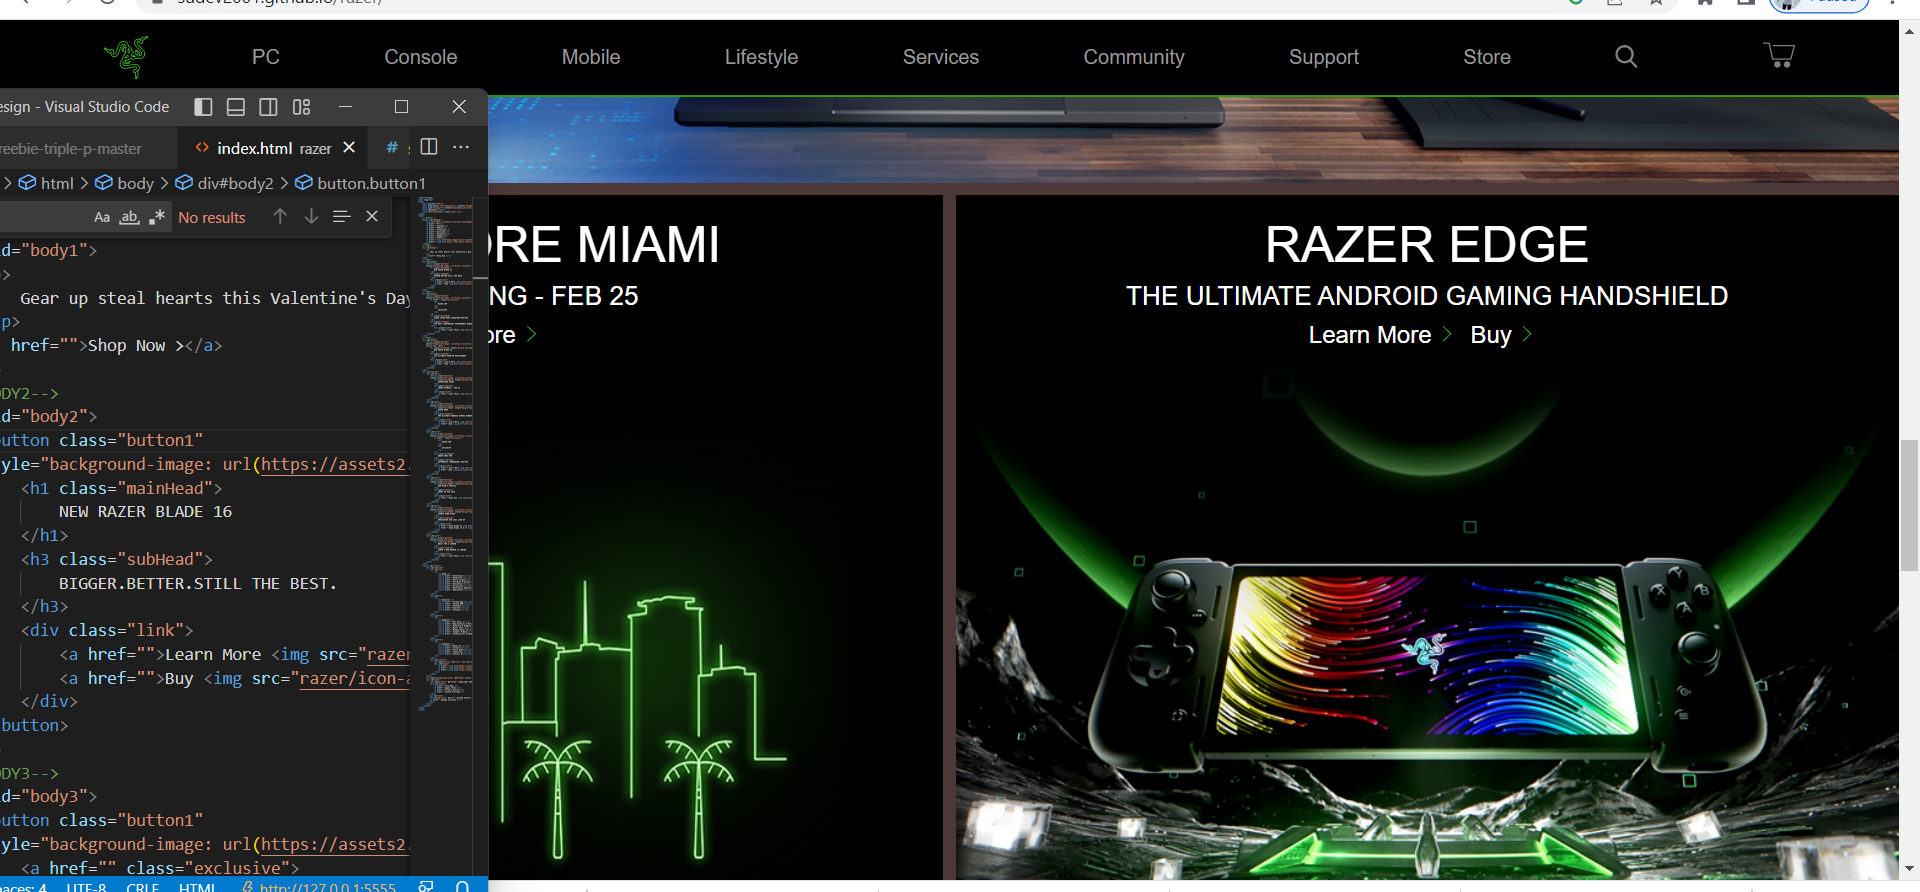 PC Console Mobile Lifestyle Services Community Support Store
esign - Visual Studio Code
reebie-triple-p-master
index.html razer
html body div#body2 button.button1
Aa ab No results
d="body1">
>
Gear up steal hearts this Valentine's Day
p>
href="">Shop Now ></a>
DY2-->
d="body2">
utton class="button1"
yle="background-image: url(https://assets2.
<h1 class="mainHead">
NEW RAZER BLADE 16
</h1>
<h3 class="subHead">
BIGGER.BETTER.STILL THE BEST.
</h3>
<div class="link">
<a href="">Learn More <img src="razer
<a href="">Buy <img src="razer/icon-a
</div>
button>
DY3-->
d="body3">
utton class="button1"
yle="background-image: url(https://assets2.
<a href="" class="exclusive">
paces: 4 UTF-8 CRLF HTML http://127.0.0.1:5555
ORE MIAMI
NG - FEB 25
ore
RAZER EDGE
THE ULTIMATE ANDROID GAMING HANDSHIELD
Learn More Buy
X Y B A